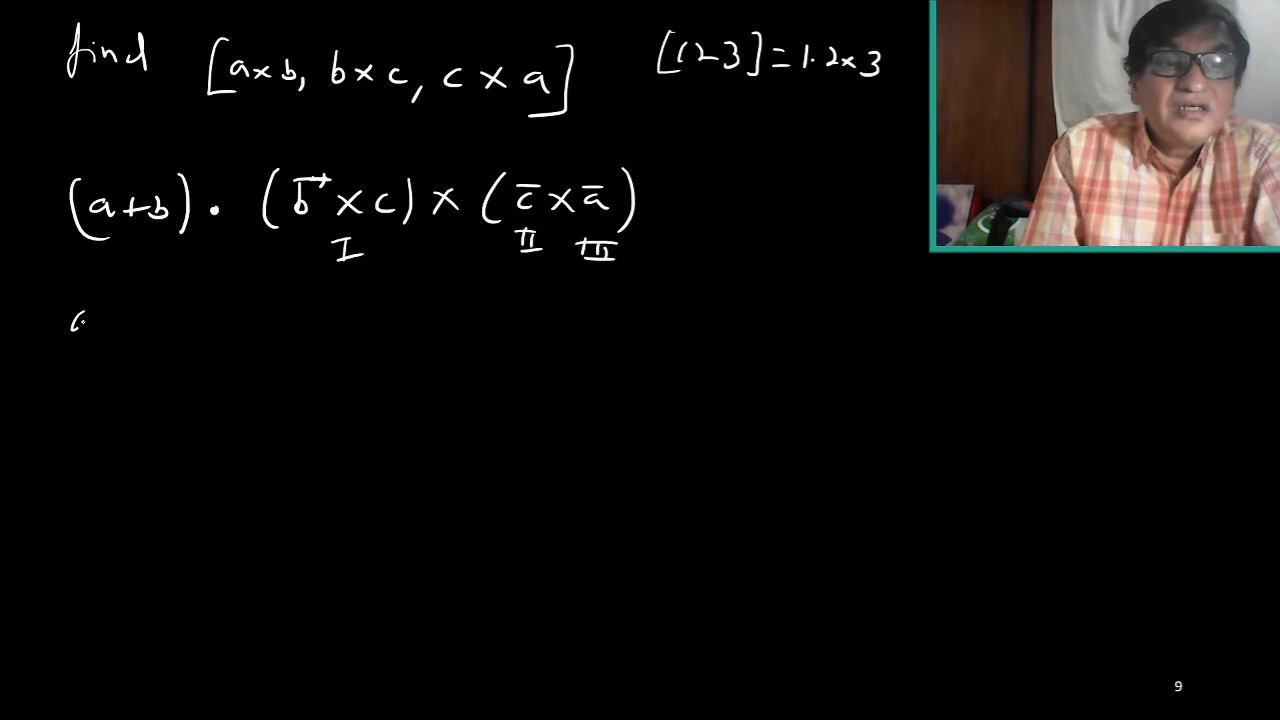 find [a×b, b×c, c×a] [123] = 1·2×3
(a+b) · (b⃗ × c) × (c̄ × ā)
I II III
(
9